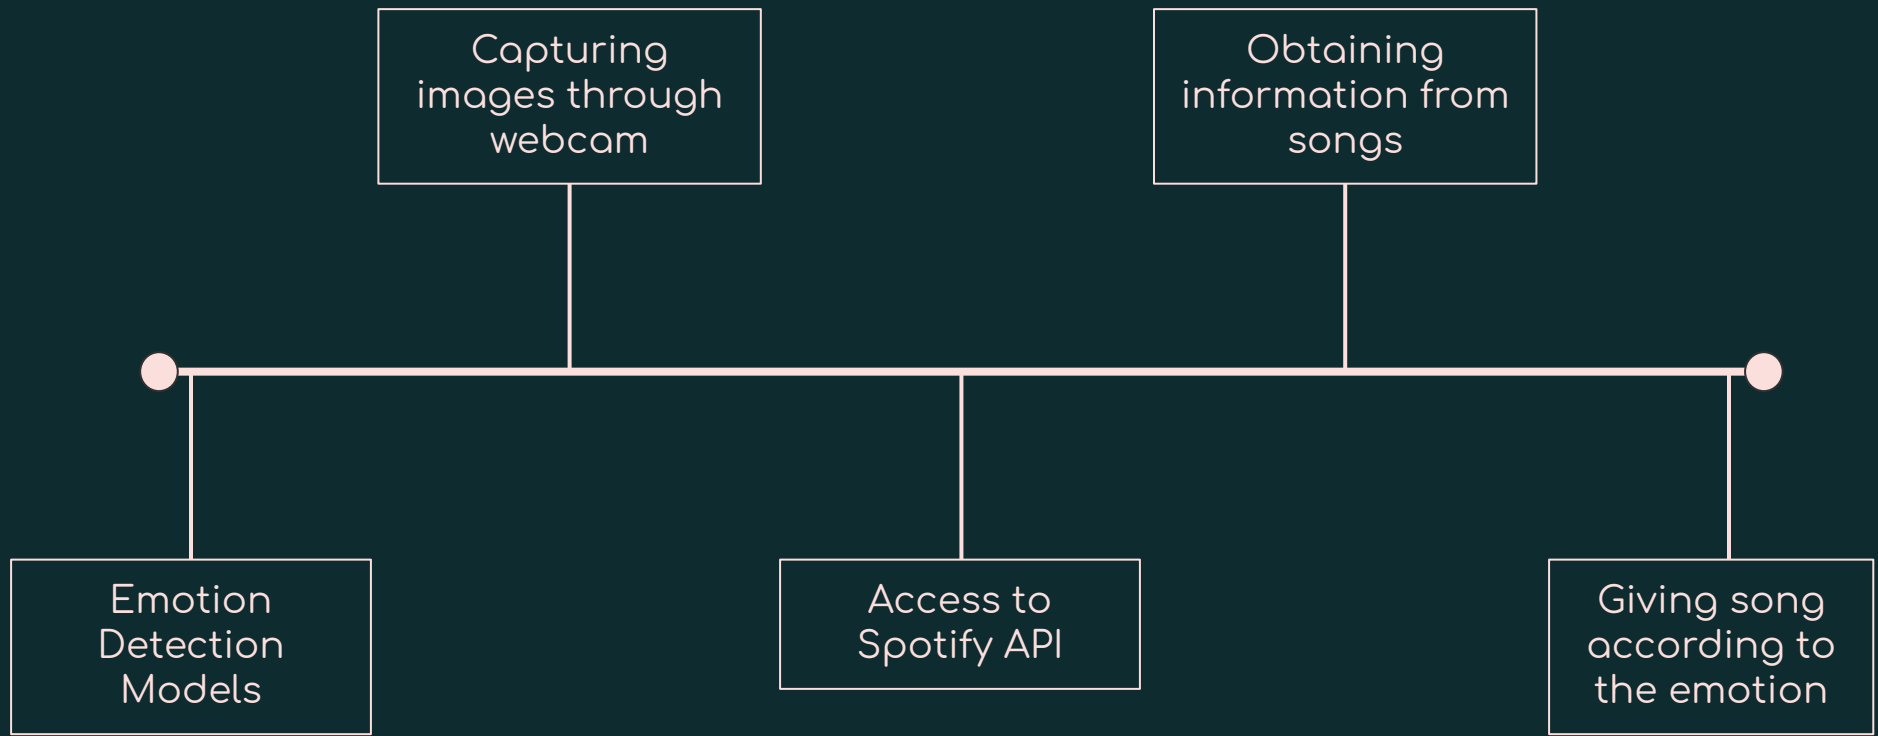 Capturing
images through
webcam
Obtaining
information from
songs
Emotion
Detection
Models
Access to
Spotify API
Giving song
according to
the emotion